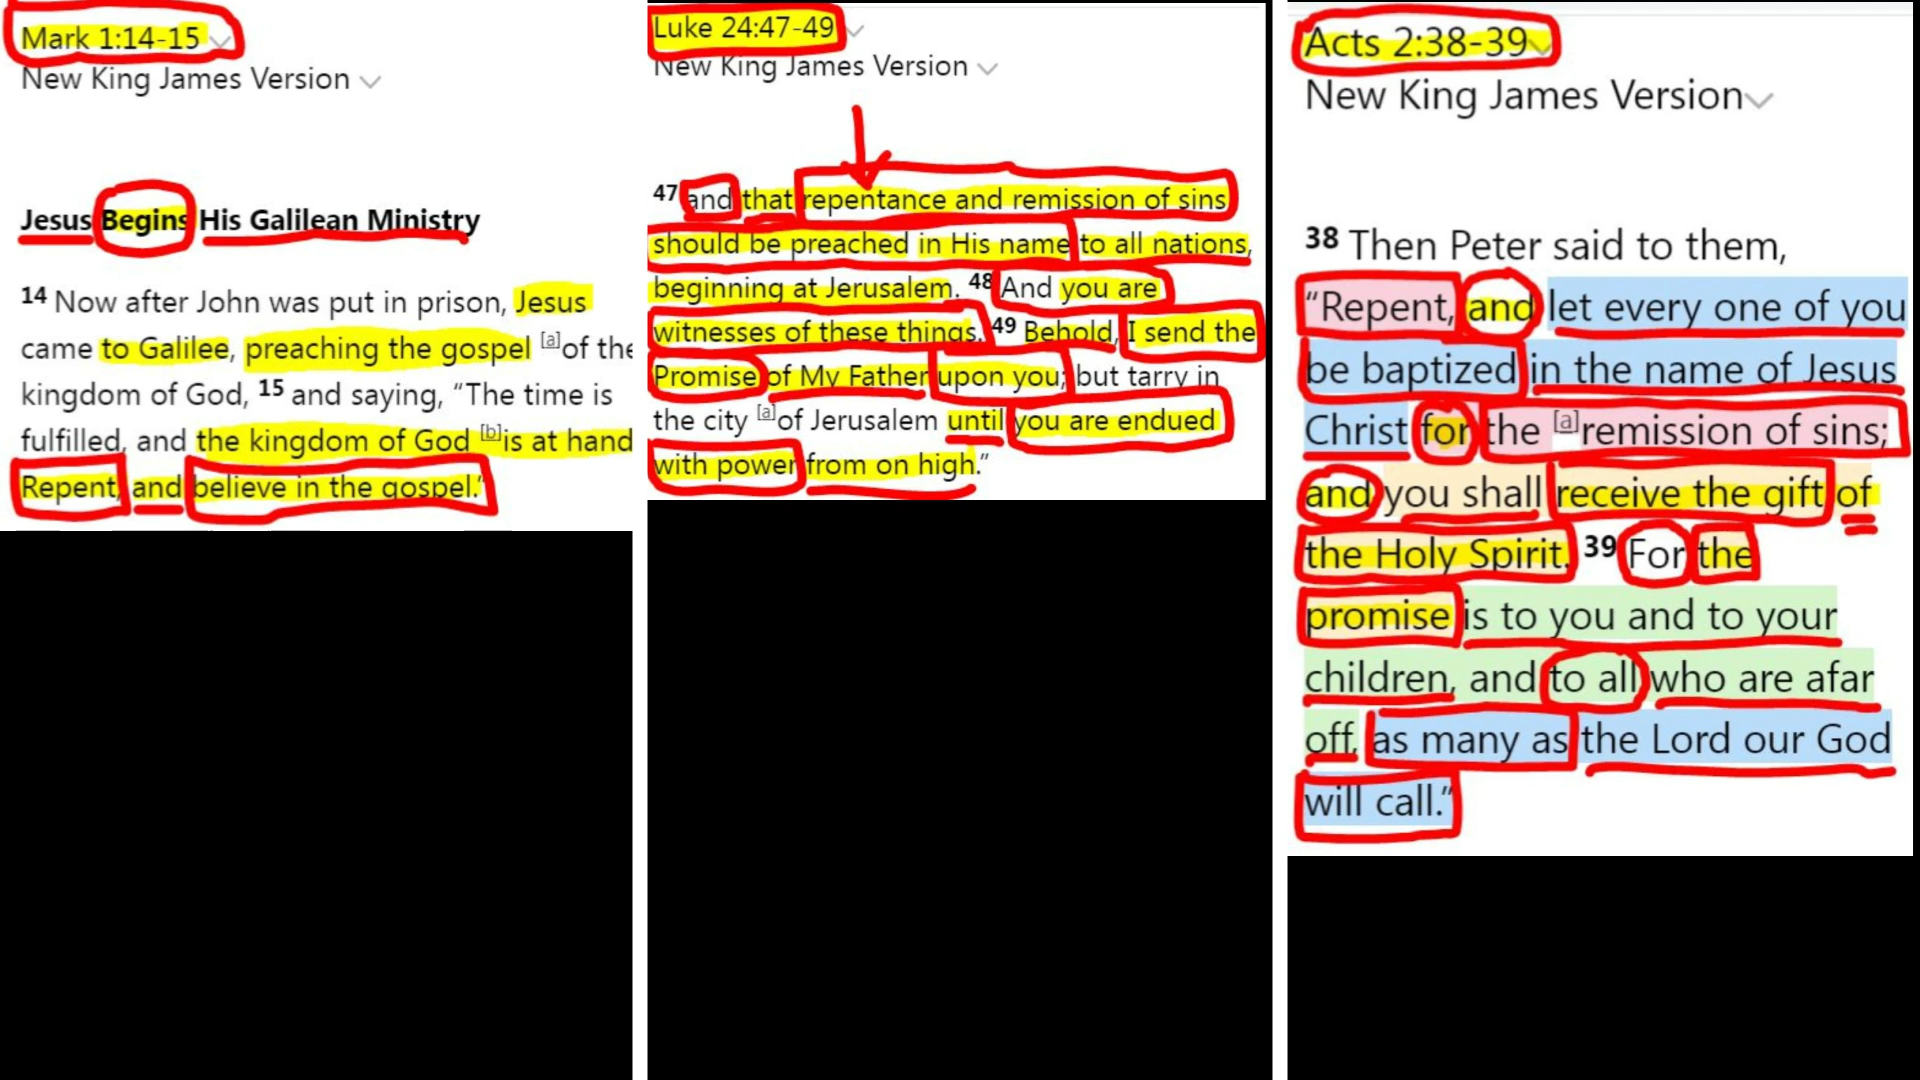 Mark 1:14-15
New King James Version
Jesus Begins His Galilean Ministry
14 Now after John was put in prison, Jesus
came to Galilee, preaching the gospel [a]of the
kingdom of God, 15 and saying, “The time is
fulfilled, and the kingdom of God [b]is at hand
Repent, and believe in the gospel.”
Luke 24:47-49
New King James Version
47 and that repentance and remission of sins
should be preached in His name to all nations,
beginning at Jerusalem. 48 And you are
witnesses of these things. 49 Behold, I send the
Promise of My Father upon you; but tarry in
the city [a]of Jerusalem until you are endued
with power from on high.”
Acts 2:38-39
New King James Version
38 Then Peter said to them,
“Repent, and let every one of you
be baptized in the name of Jesus
Christ for the [a]remission of sins;
and you shall receive the gift of
the Holy Spirit. 39 For the
promise is to you and to your
children, and to all who are afar
off, as many as the Lord our God
will call.”